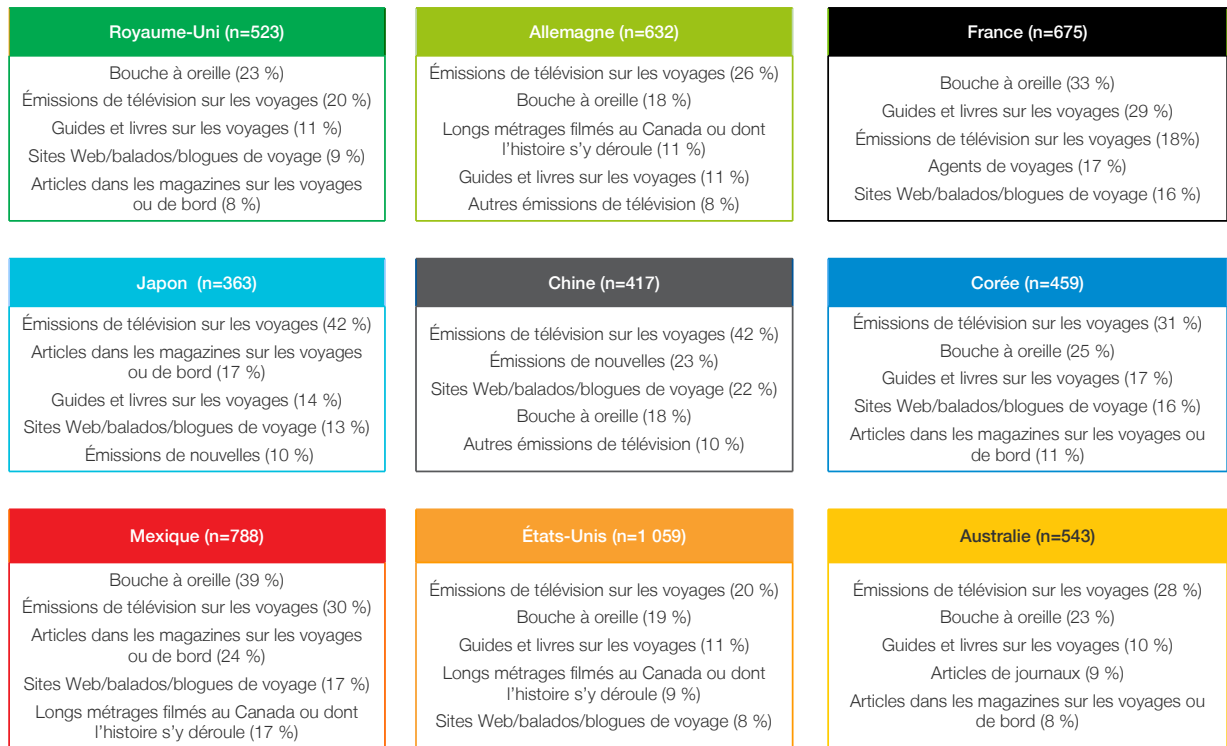 Royaume-Uni (n=523)
Bouche à oreille (23 %)
Émissions de télévision sur les voyages (20 %)
Guides et livres sur les voyages (11 %)
Sites Web/balados/blogues de voyage (9 %)
Articles dans les magazines sur les voyages
ou de bord (8 %)
Allemagne (n=632)
Émissions de télévision sur les voyages (26 %)
Bouche à oreille (18 %)
Longs métrages filmés au Canada ou dont
l'histoire s'y déroule (11 %)
Guides et livres sur les voyages (11 %)
Autres émissions de télévision (8 %)
France (n=675)
Bouche à oreille (33 %)
Guides et livres sur les voyages (29 %)
Émissions de télévision sur les voyages (18%)
Agents de voyages (17 %)
Sites Web/balados/blogues de voyage (16 %)
Japon (n=363)
Émissions de télévision sur les voyages (42 %)
Articles dans les magazines sur les voyages
ou de bord (17 %)
Guides et livres sur les voyages (14 %)
Sites Web/balados/blogues de voyage (13 %)
Émissions de nouvelles (10 %)
Chine (n=417)
Émissions de télévision sur les voyages (42 %)
Émissions de nouvelles (23 %)
Sites Web/balados/blogues de voyage (22 %)
Bouche à oreille (18 %)
Autres émissions de télévision (10 %)
Corée (n=459)
Émissions de télévision sur les voyages (31 %)
Bouche à oreille (25 %)
Guides et livres sur les voyages (17 %)
Sites Web/balados/blogues de voyage (16 %)
Articles dans les magazines sur les voyages ou
de bord (11 %)
Mexique (n=788)
Bouche à oreille (39 %)
Émissions de télévision sur les voyages (30 %)
Articles dans les magazines sur les voyages
ou de bord (24 %)
Sites Web/balados/blogues de voyage (17 %)
Longs métrages filmés au Canada ou dont
l'histoire s'y déroule (17 %)
États-Unis (n=1 059)
Émissions de télévision sur les voyages (20 %)
Bouche à oreille (19 %)
Guides et livres sur les voyages (11 %)
Longs métrages filmés au Canada ou dont
l'histoire s'y déroule (9 %)
Sites Web/balados/blogues de voyage (8 %)
Australie (n=543)
Émissions de télévision sur les voyages (28 %)
Bouche à oreille (23 %)
Guides et livres sur les voyages (10 %)
Articles de journaux (9 %)
Articles dans les magazines sur les voyages ou
de bord (8 %)